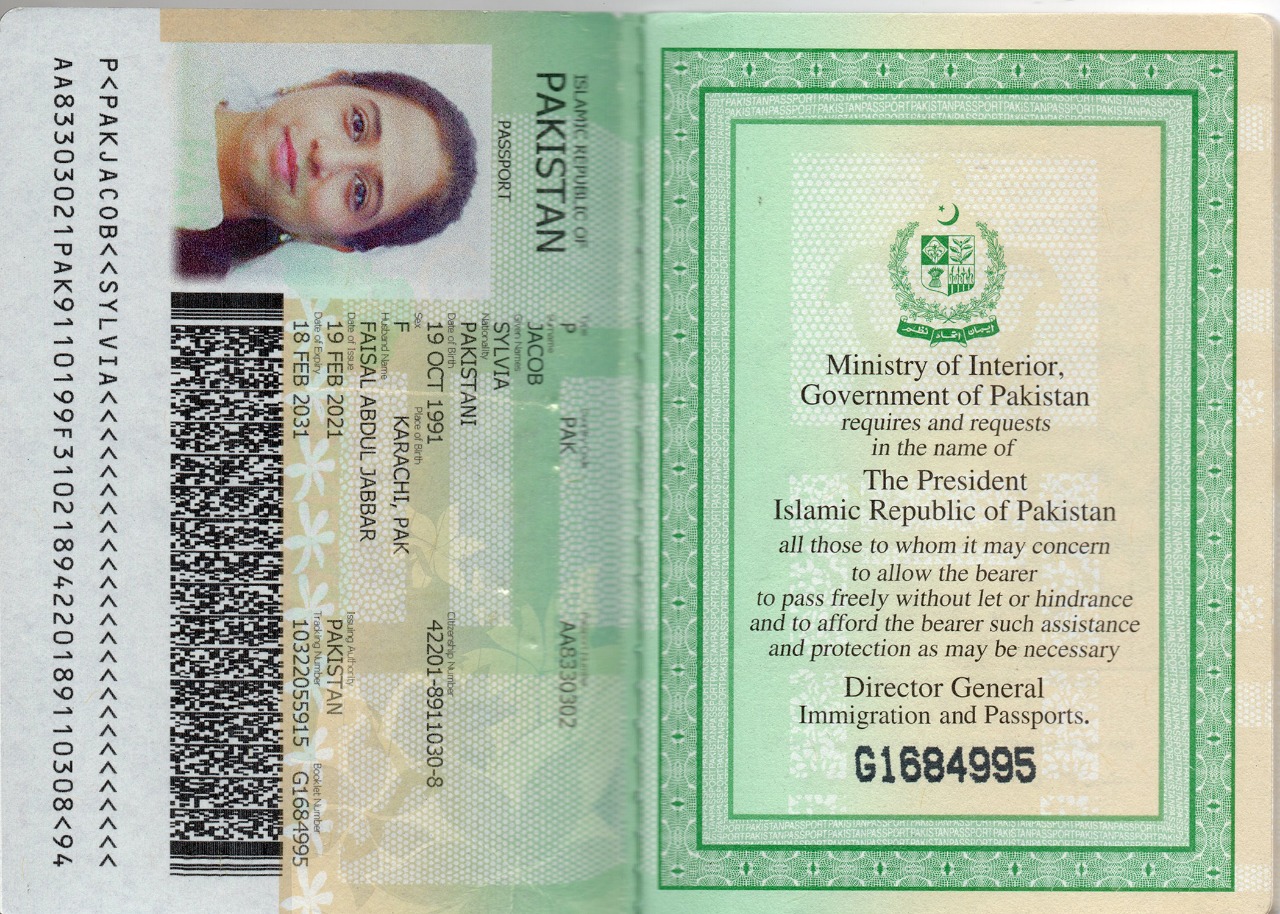 Ministry of Interior,
Government of Pakistan
requires and requests
in the name of
The President
Islamic Republic of Pakistan
all those to whom it may concern
to allow the bearer
to pass freely without let or hindrance
and to afford the bearer such assistance
and protection as may be necessary
Director General
Immigration and Passports.
G1684995
ISLAMIC REPUBLIC OF
PAKISTAN
PASSPORT
Type Country Code Passport Number
P PAK AA8330302
Surname
JACOB
Given Names
SYLVIA
Nationality
PAKISTANI
Date of Birth Citizenship Number
19 OCT 1991 42201-8911030-8
Sex Place of Birth
F KARACHI, PAK
Husband Name
FAISAL ABDUL JABBAR
Date of Issue Issuing Authority
19 FEB 2021 PAKISTAN
Date of Expiry Tracking Number Booklet Number
18 FEB 2031 10322055915 G1684995
P<PAKJACOB<<SYLVIA<<<<<<<<<<<<<<<<<<<<<<<<<<
AA83303021PAK9110199F3102189422018911030​8<94